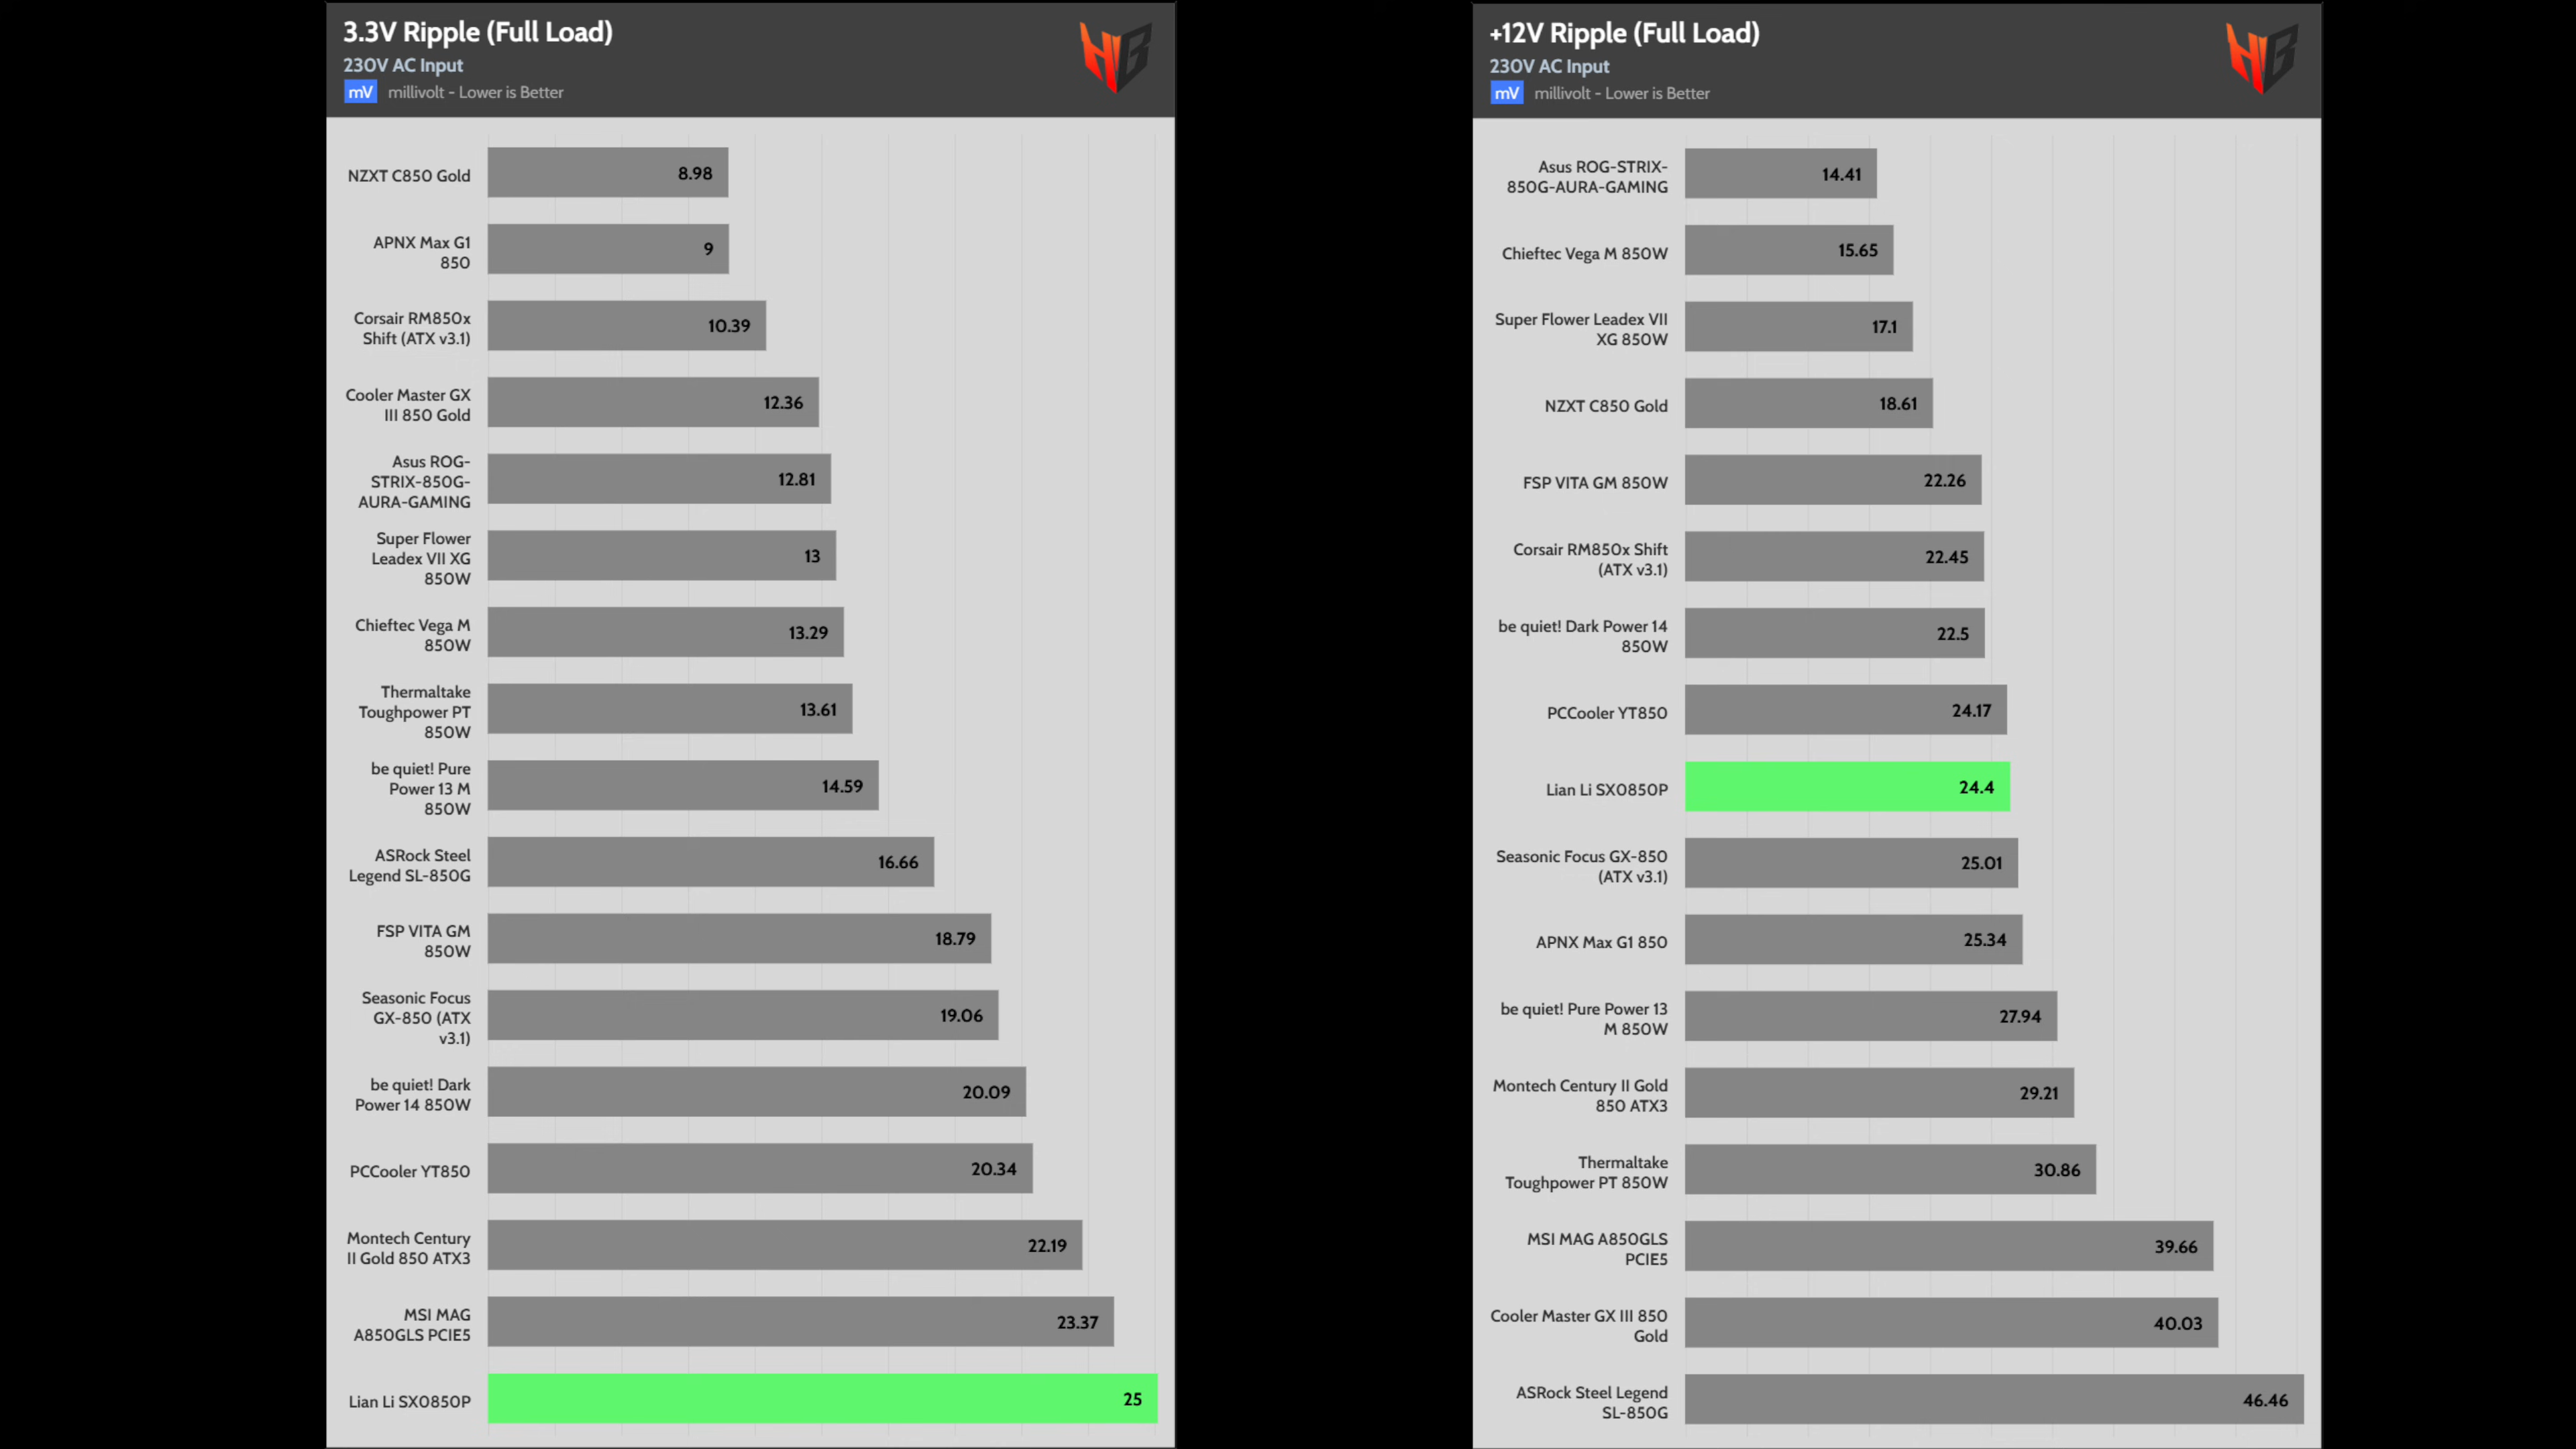 3.3V Ripple (Full Load)
230V AC Input
mV millivolt - Lower is Better
NZXT C850 Gold
8.98
APNX Max G1
850
9
Corsair RM850x
Shift (ATX v3.1)
10.39
Cooler Master GX
III 850 Gold
12.36
Asus ROG-
STRIX-850G-
AURA-GAMING
12.81
Super Flower
Leadex VII XG
850W
13
Chieftec Vega M
850W
13.29
Thermaltake
Toughpower PT
850W
13.61
be quiet! Pure
Power 13 M
850W
14.59
ASRock Steel
Legend SL-850G
16.66
FSP VITA GM
850W
18.79
Seasonic Focus
GX-850 (ATX
v3.1)
19.06
be quiet! Dark
Power 14 850W
20.09
PCCooler YT850
20.34
Montech Century
II Gold 850 ATX3
22.19
MSI MAG
A850GLS PCIE5
23.37
Lian Li SX0850P
25
+12V Ripple (Full Load)
230V AC Input
mV millivolt - Lower is Better
Asus ROG-STRIX-
850G-AURA-GAMING
14.41
Chieftec Vega M 850W
15.65
Super Flower Leadex VII
XG 850W
17.1
NZXT C850 Gold
18.61
FSP VITA GM 850W
22.26
Corsair RM850x Shift
(ATX v3.1)
22.45
be quiet! Dark Power 14
850W
22.5
PCCooler YT850
24.17
Lian Li SX0850P
24.4
Seasonic Focus GX-850
(ATX v3.1)
25.01
APNX Max G1 850
25.34
be quiet! Pure Power 13
M 850W
27.94
Montech Century II Gold
850 ATX3
29.21
Thermaltake
Toughpower PT 850W
30.86
MSI MAG A850GLS
PCIE5
39.66
Cooler Master GX III 850
Gold
40.03
ASRock Steel Legend
SL-850G
46.46